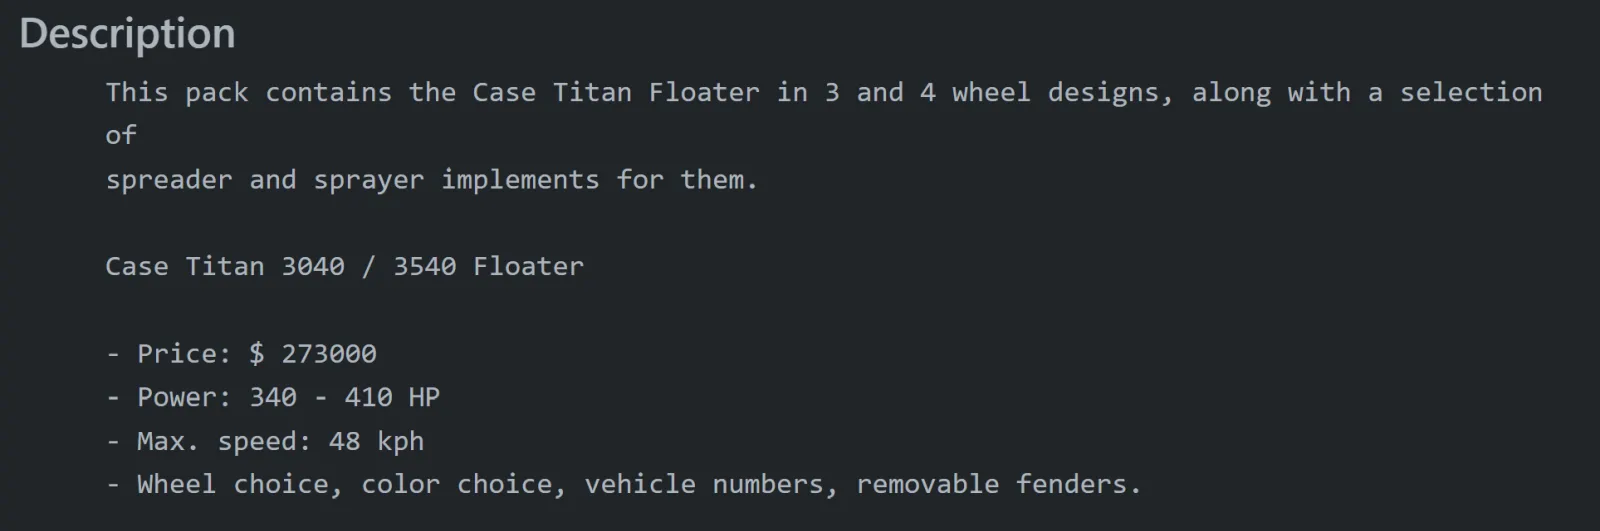 Description
This pack contains the Case Titan Floater in 3 and 4 wheel designs, along with a selection
of
spreader and sprayer implements for them.
Case Titan 3040 / 3540 Floater
- Price: $ 273000
- Power: 340 - 410 HP
- Max. speed: 48 kph
- Wheel choice, color choice, vehicle numbers, removable fenders.